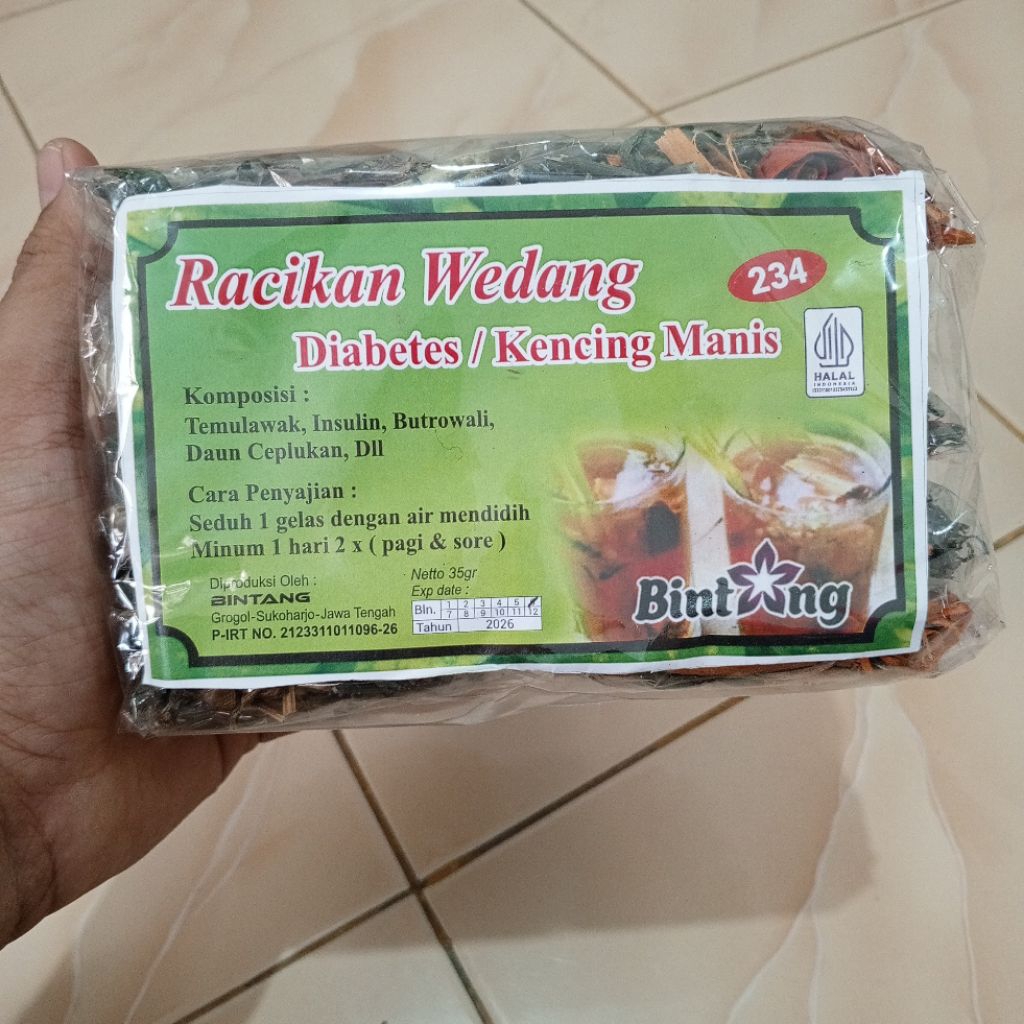 Racikan Wedang
234
Diabetes / Kencing Manis
HALAL
INDONESIA
Komposisi :
Temulawak, Insulin, Butrowali,
Daun Ceplukan, Dll
Cara Penyajian :
Seduh 1 gelas dengan air mendidih
Minum 1 hari 2 x ( pagi & sore )
Diproduksi Oleh :
BINTANG
Grogol-Sukoharjo-Jawa Tengah
P-IRT NO. 2123311011096-26
Netto 35gr
Exp date :
Bln. 1 2 3 4 5
7 8 9 10 11 12
Tahun 2026
Bintang